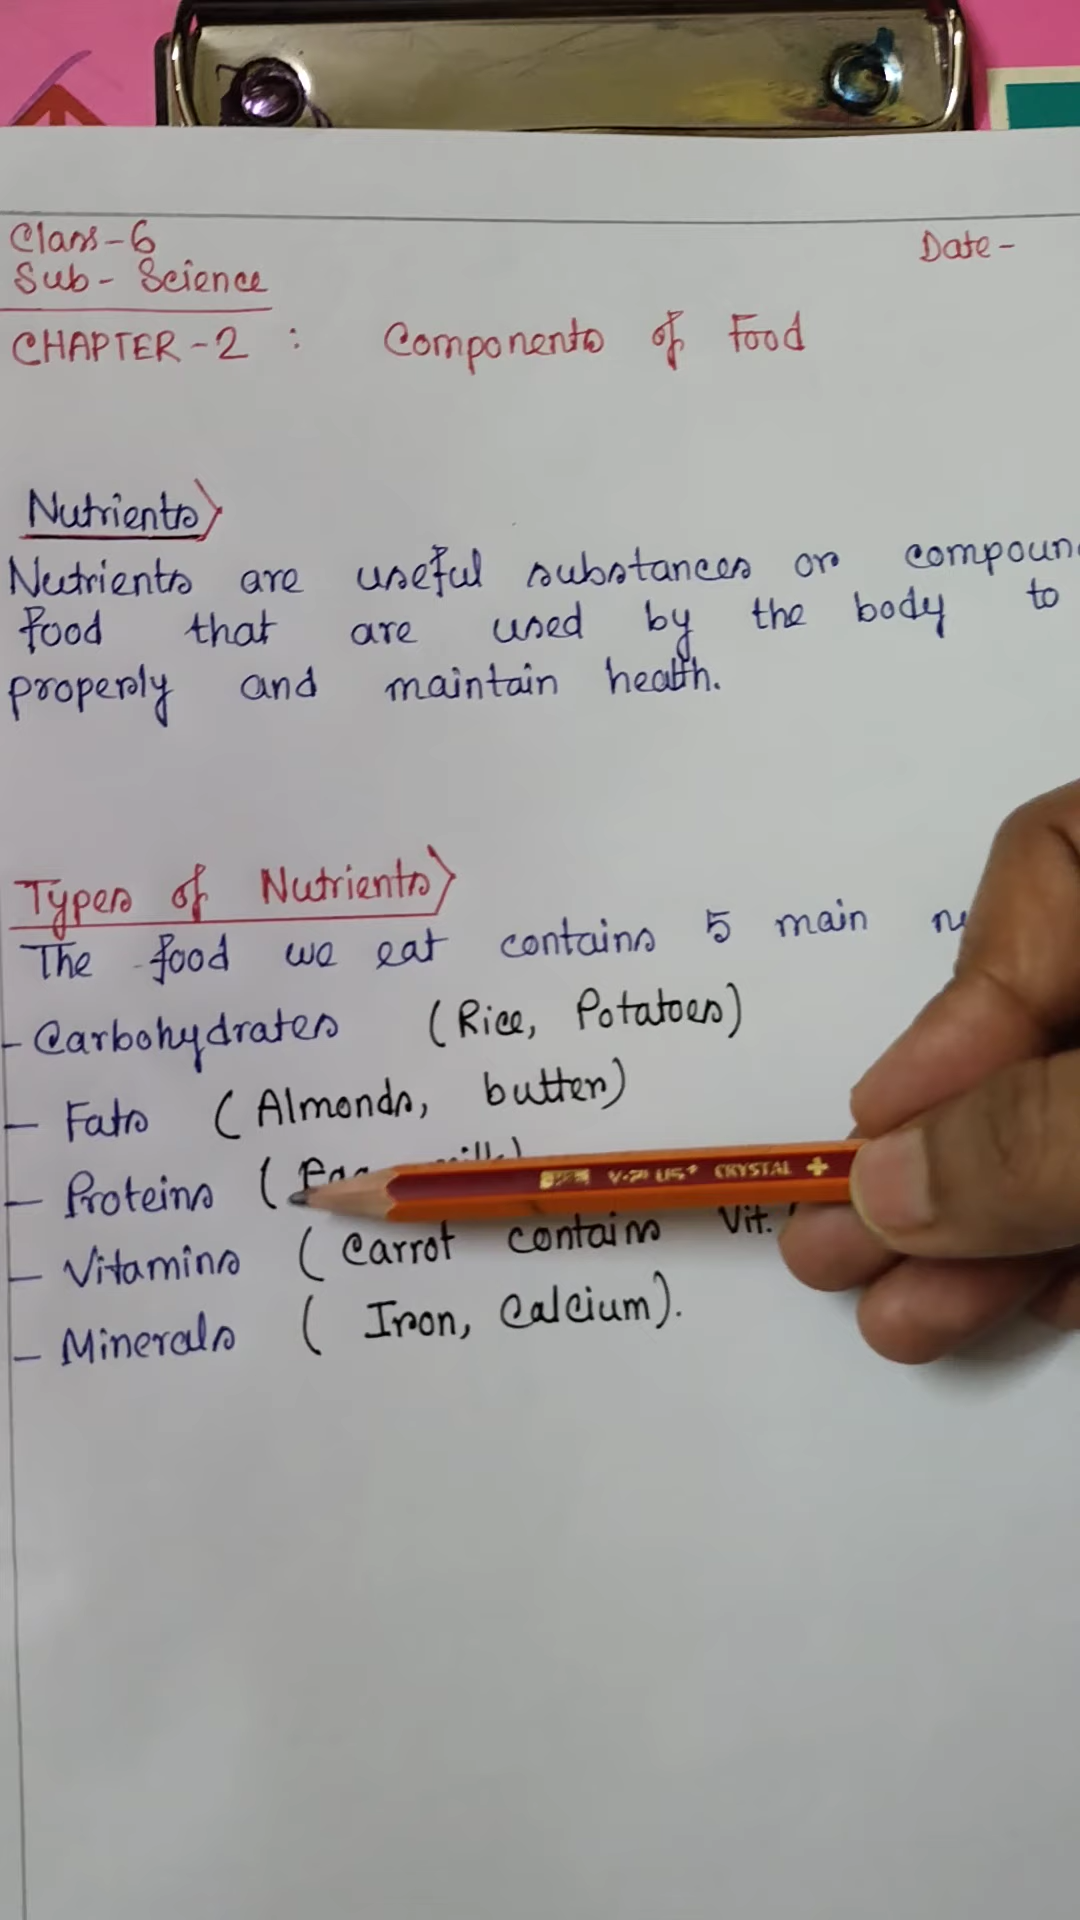 Class-6
Date-
Sub- Science
CHAPTER-2 : Components of Food
Nutrients
Nutrients are useful substances or
food that are used by the body to
properly and maintain health.
Types of Nutrients
The food we eat contains 5 main
- Carbohydrates (Rice, Potatoes)
- Fats (Almonds, butter)
- Proteins (
- Vitamins (Carrot contains Vit.
- Minerals (Iron, Calcium).
CRYSTAL +